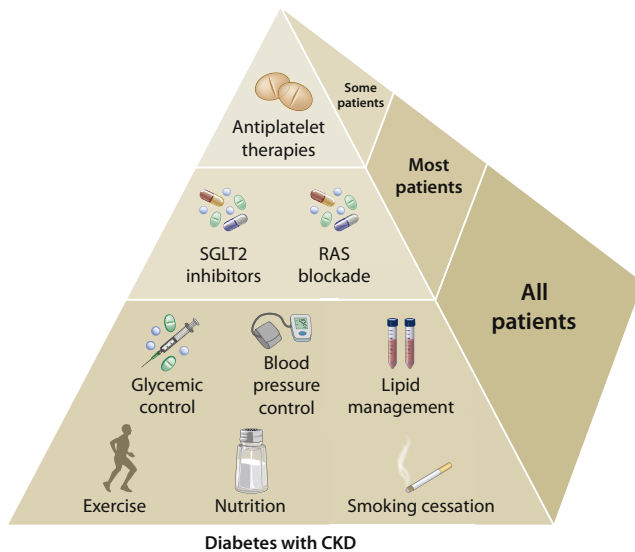 Some
patients
Antiplatelet
therapies
Most
patients
SGLT2
inhibitors
RAS
blockade
All
patients
Glycemic
control
Blood
pressure
control
Lipid
management
Exercise
Nutrition
Smoking cessation
Diabetes with CKD